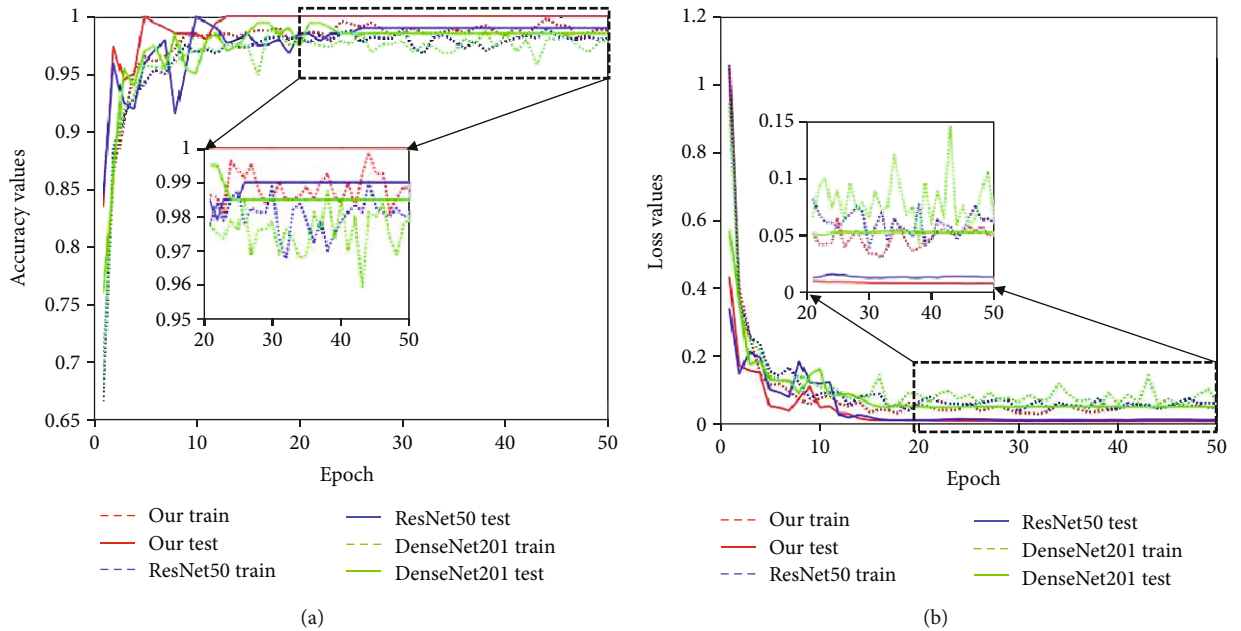 1
0.95
0.9
0.85
0.8
0.75
0.7
0.65
Accuracy values
0 10 20 30 40 50
Epoch
1
0.99
0.98
0.97
0.96
0.95
20 30 40 50
Our train
Our test
ResNet50 train
ResNet50 test
DenseNet201 train
DenseNet201 test
(a)
1.2
1
0.8
0.6
0.4
0.2
0
Loss values
0 10 20 30 40 50
Epoch
0.15
0.1
0.05
0
20 30 40 50
Our train
Our test
ResNet50 train
ResNet50 test
DenseNet201 train
DenseNet201 test
(b)